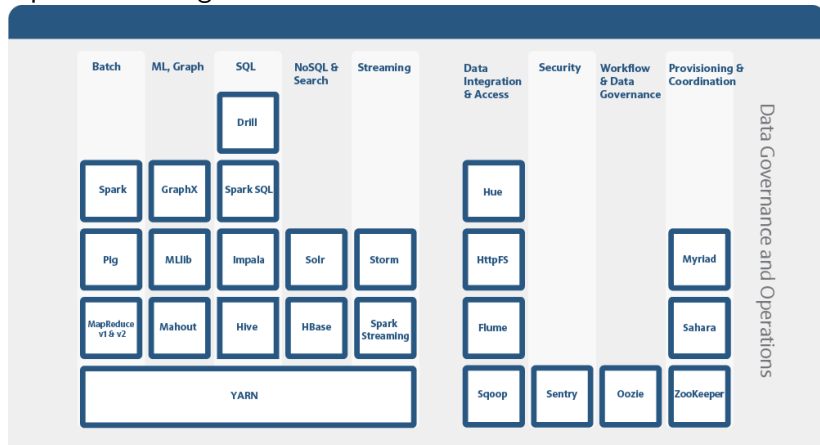 Batch
ML, Graph
SQL
NoSQL &
Search
Streaming
Data
Integration
& Access
Security
Workflow
& Data
Governance
Provisioning &
Coordination
Drill
Spark
GraphX
Spark SQL
Hue
Pig
MLlib
Impala
Solr
Storm
HttpFS
Myriad
MapReduce
v1 & v2
Mahout
Hive
HBase
Spark
Streaming
Flume
Sahara
YARN
Sqoop
Sentry
Oozie
ZooKeeper
Data Governance and Operations